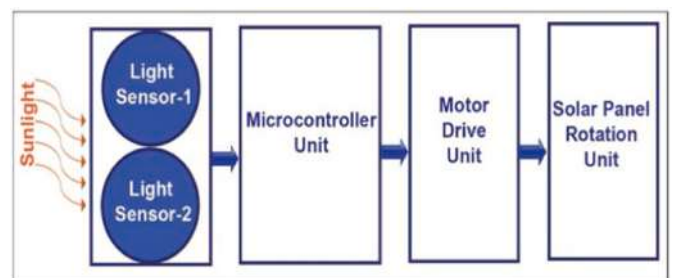 Sunlight
Light
Sensor-1
Light
Sensor-2
Microcontroller
Unit
Motor
Drive
Unit
Solar Panel
Rotation
Unit